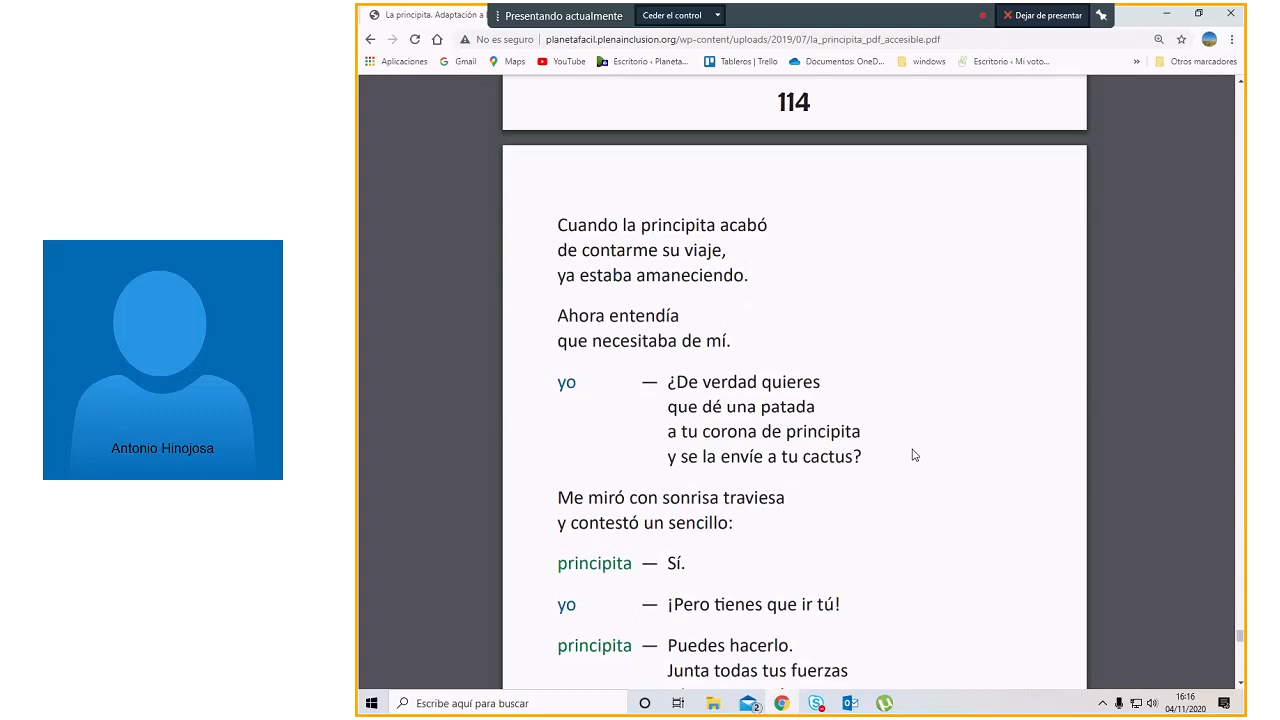 La principita. Adaptación a
Presentando actualmente
Ceder el control
Dejar de presentar
No es seguro
planetafacil.plenainclusion.org/wp-content/uploads/2019/07/la_principita_pdf_accesible.pdf
Aplicaciones
Gmail
Maps
YouTube
Escritorio ‹ Planeta...
Tableros | Trello
Documentos: OneD...
windows
Escritorio ‹ Mi voto...
»
Otros marcadores
114
Cuando la principita acabó
de contarme su viaje,
ya estaba amaneciendo.
Ahora entendía
que necesitaba de mí.
yo — ¿De verdad quieres
que dé una patada
a tu corona de principita
y se la envíe a tu cactus?
Me miró con sonrisa traviesa
y contestó un sencillo:
principita — Sí.
yo — ¡Pero tienes que ir tú!
principita — Puedes hacerlo.
Junta todas tus fuerzas
Antonio Hinojosa
Escribe aquí para buscar
2
16:16
04/11/2020